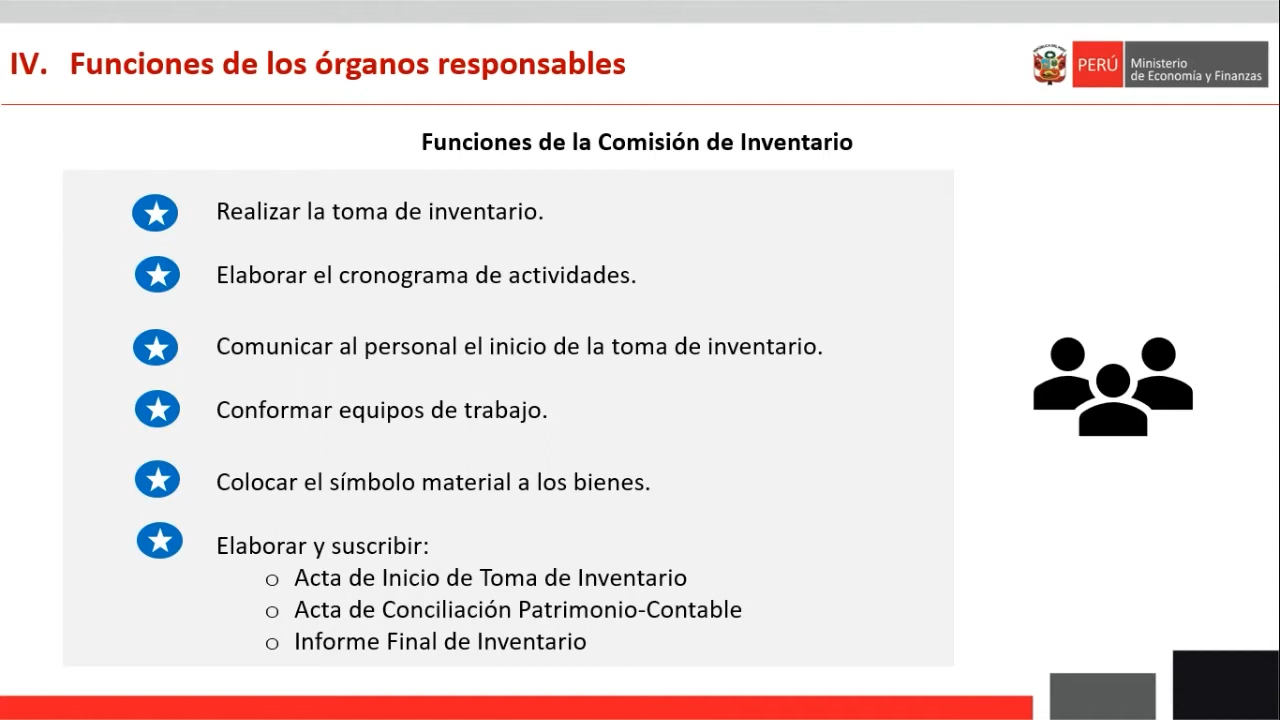 IV. Funciones de los órganos responsables
PERÚ
Ministerio
de Economía y Finanzas
Funciones de la Comisión de Inventario
Realizar la toma de inventario.
Elaborar el cronograma de actividades.
Comunicar al personal el inicio de la toma de inventario.
Conformar equipos de trabajo.
Colocar el símbolo material a los bienes.
Elaborar y suscribir:
o Acta de Inicio de Toma de Inventario
o Acta de Conciliación Patrimonio-Contable
o Informe Final de Inventario